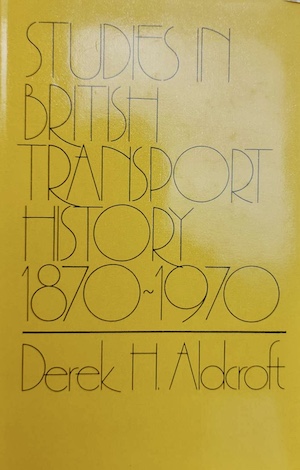 STUDIES IN
BRITISH
TRANSPORT
HISTORY
1870~1970
Derek H. Aldcroft